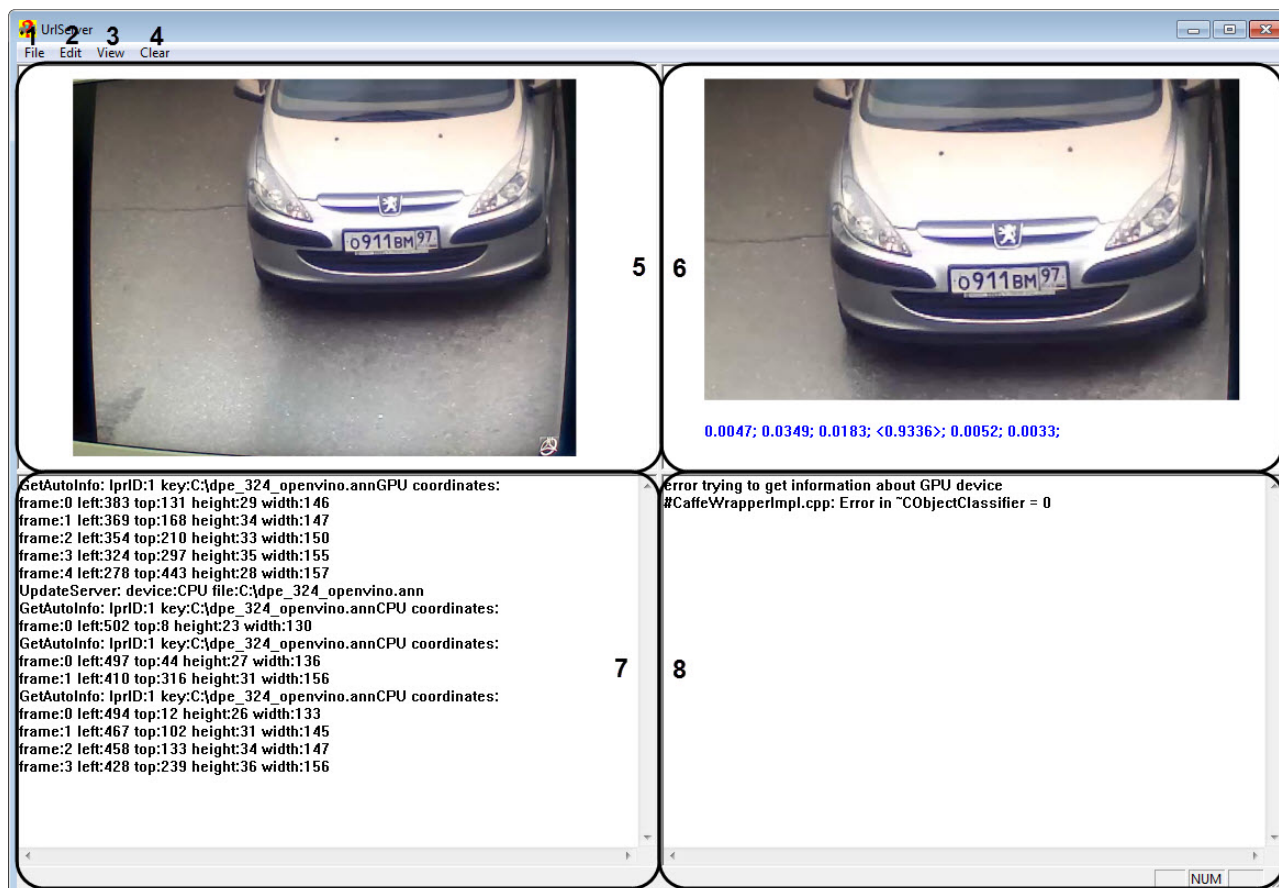 UrlServer
1 2 3 4
File Edit View Clear
о911вм 97
5
6
о911вм 97
0.0047; 0.0349; 0.0183; <0.9336>; 0.0052; 0.0033;
GetAutoInfo: lprID:1 key:C:\dpe_324_openvino.annGPU coordinates:
frame:0 left:383 top:131 height:29 width:146
frame:1 left:369 top:168 height:34 width:147
frame:2 left:354 top:210 height:33 width:150
frame:3 left:324 top:297 height:35 width:155
frame:4 left:278 top:443 height:28 width:157
UpdateServer: device:CPU file:C:\dpe_324_openvino.ann
GetAutoInfo: lprID:1 key:C:\dpe_324_openvino.annCPU coordinates:
frame:0 left:502 top:8 height:23 width:130
GetAutoInfo: lprID:1 key:C:\dpe_324_openvino.annCPU coordinates:
frame:0 left:497 top:44 height:27 width:136
frame:1 left:410 top:316 height:31 width:156
GetAutoInfo: lprID:1 key:C:\dpe_324_openvino.annCPU coordinates:
frame:0 left:494 top:12 height:26 width:133
frame:1 left:467 top:102 height:31 width:145
frame:2 left:458 top:133 height:34 width:147
frame:3 left:428 top:239 height:36 width:156
7
error trying to get information about GPU device
#CaffeWrapperImpl.cpp: Error in ~CObjectClassifier = 0
8
NUM